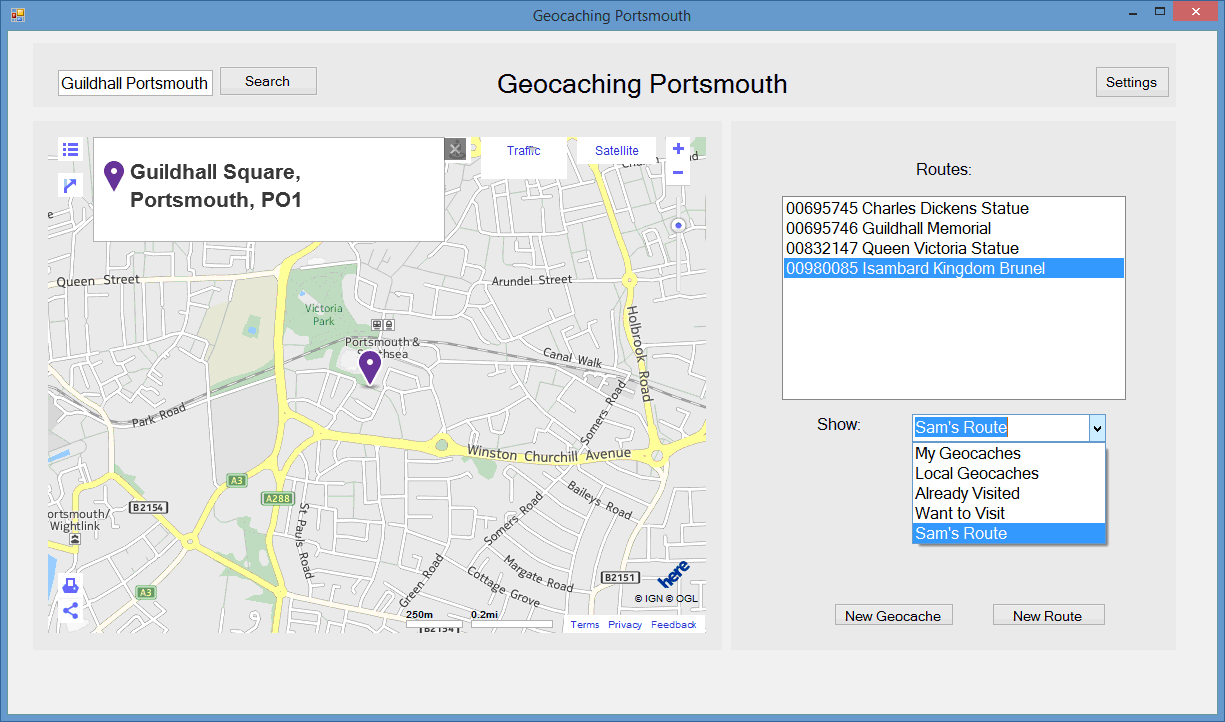 Geocaching Portsmouth
Guildhall Portsmouth
Search
Geocaching Portsmouth
Settings
Guildhall Square,
Portsmouth, PO1
Traffic
Satellite
Queen Street
Arundel Street
Victoria
Park
Portsmouth &
Holbrook Road
Canal Walk
Park Road
Somers Road
Winston Churchill Avenue
A3
A288
B2154
Wightlink
St Pauls Road
Baileys Road
Somers Road
Margate Road
Cottage Grove
Green Road
B2151
A3
here
© IGN © OGL
250m
0.2mi
B2154
Terms
Privacy
Feedback
Routes:
00695745 Charles Dickens Statue
00695746 Guildhall Memorial
00832147 Queen Victoria Statue
00980085 Isambard Kingdom Brunel
Show:
Sam's Route
My Geocaches
Local Geocaches
Already Visited
Want to Visit
Sam's Route
New Geocache
New Route